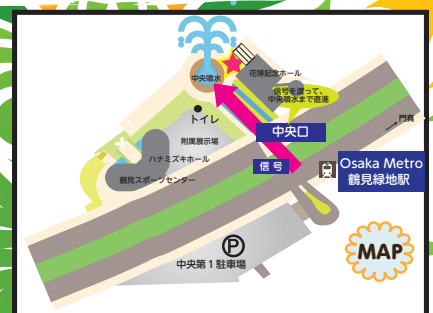 中央噴水
花博記念ホール
信号を渡って、
中央噴水まで直進
トイレ
中央口
門真
附属展示場
ハナミズキホール
信 号
Osaka Metro
鶴見緑地駅
鶴見スポーツセンター
P
中央第1駐車場
MAP